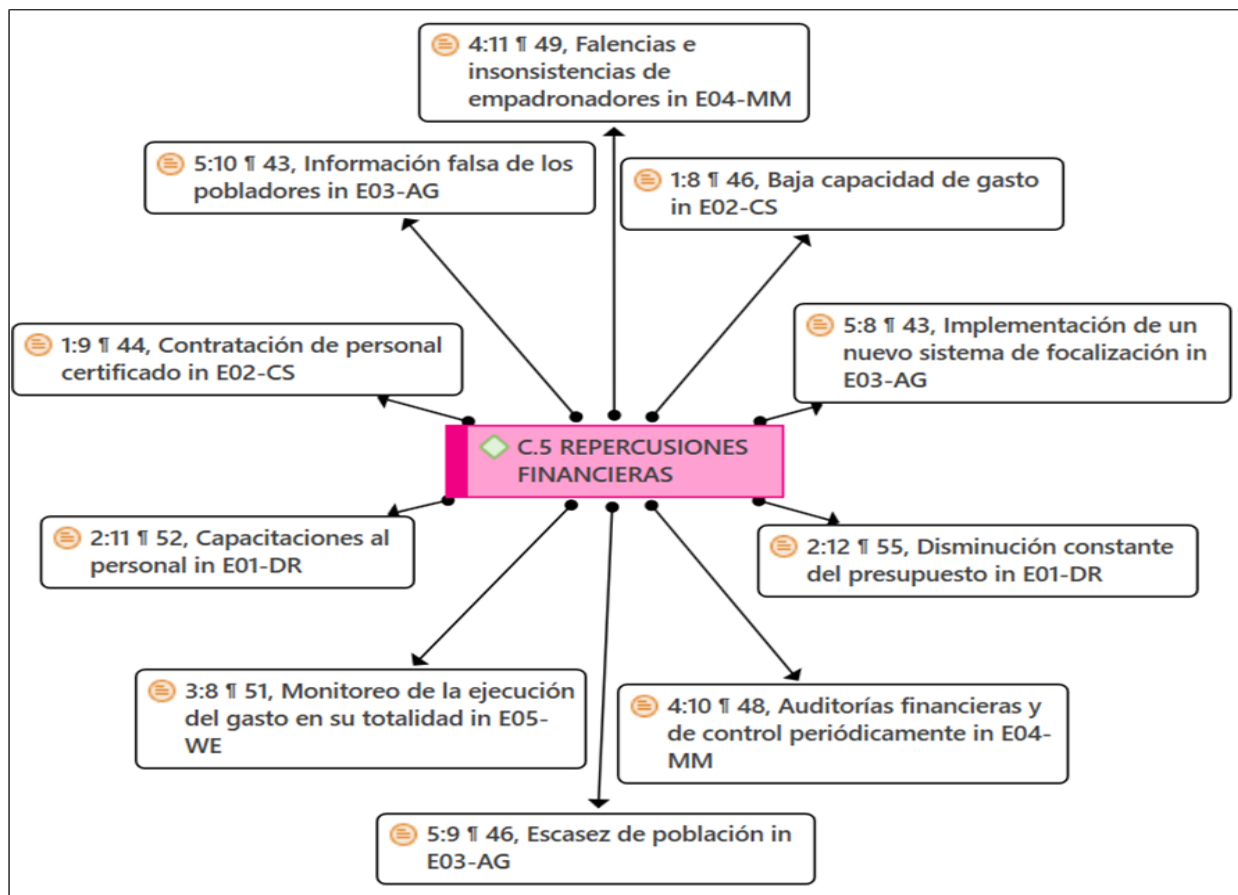 4:11 ¶ 49, Falencias e
insonsistencias de
empadronadores in E04-MM
5:10 ¶ 43, Información falsa de los
pobladores in E03-AG
1:8 ¶ 46, Baja capacidad de gasto
in E02-CS
1:9 ¶ 44, Contratación de personal
certificado in E02-CS
5:8 ¶ 43, Implementación de un
nuevo sistema de focalización in
E03-AG
C.5 REPERCUSIONES
FINANCIERAS
2:11 ¶ 52, Capacitaciones al
personal in E01-DR
2:12 ¶ 55, Disminución constante
del presupuesto in E01-DR
3:8 ¶ 51, Monitoreo de la ejecución
del gasto en su totalidad in E05-
WE
4:10 ¶ 48, Auditorías financieras y
de control periódicamente in E04-
MM
5:9 ¶ 46, Escasez de población in
E03-AG